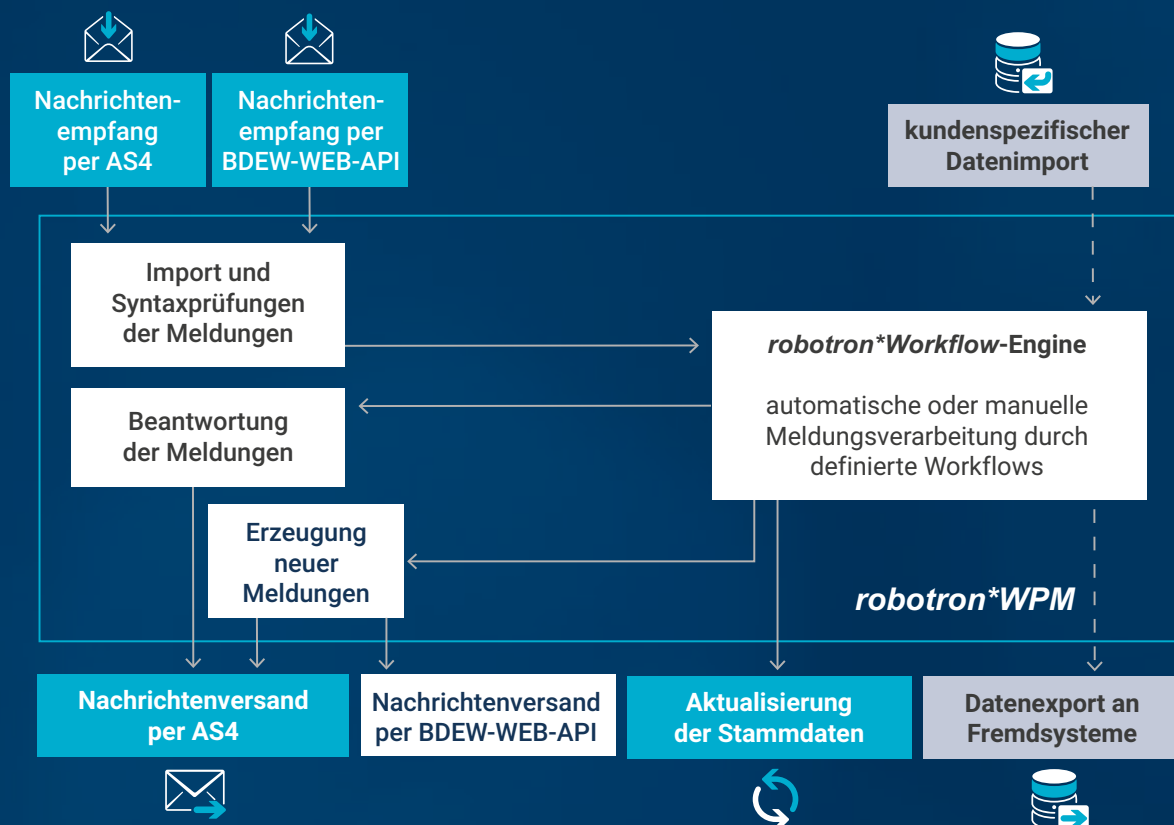 Nachrichten-
empfang
per AS4
Nachrichten-
empfang per
BDEW-WEB-API
kundenspezifischer
Datenimport
Import und
Syntaxprüfungen
der Meldungen
robotron*Workflow-Engine
automatische oder manuelle
Meldungsverarbeitung durch
definierte Workflows
Beantwortung
der Meldungen
Erzeugung
neuer
Meldungen
robotron*WPM
Nachrichtenversand
per AS4
Nachrichtenversand
per BDEW-WEB-API
Aktualisierung
der Stammdaten
Datenexport an
Fremdsysteme